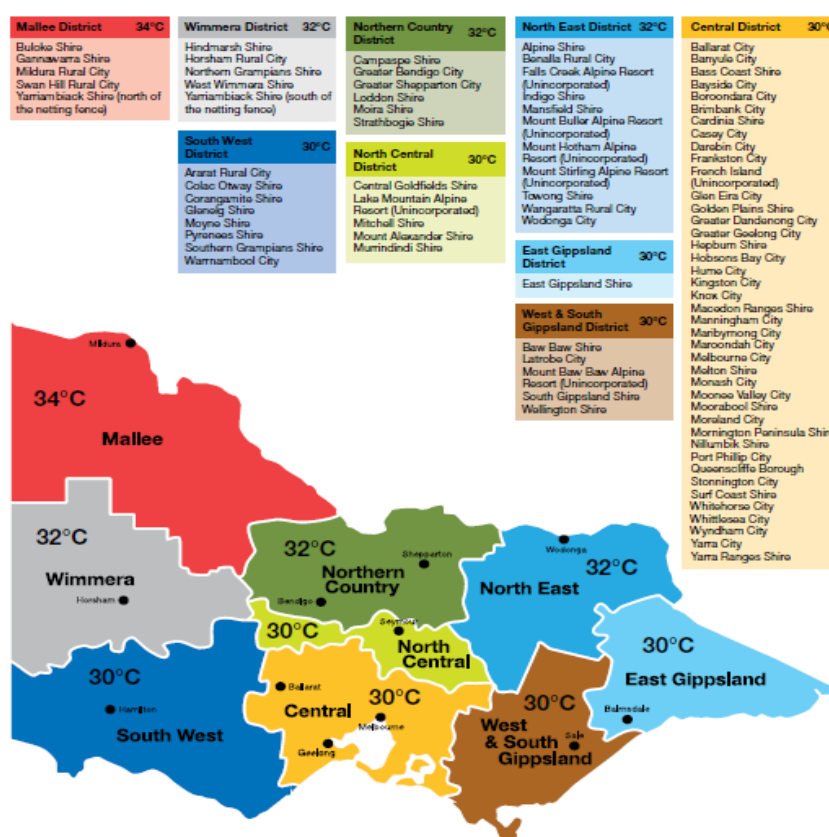 Mallee District 34°C
Buloke Shire
Gannawarra Shire
Mildura Rural City
Swan Hill Rural City
Yarriambiack Shire (north of
the netting fence)
Wimmera District 32°C
Hindmarsh Shire
Horsham Rural City
Northern Grampians Shire
West Wimmera Shire
Yarriambiack Shire (south of
the netting fence)
South West
District 30°C
Ararat Rural City
Colac Otway Shire
Corangamite Shire
Glenelg Shire
Moyne Shire
Pyrenees Shire
Southern Grampians Shire
Warrnambool City
Northern Country
District 32°C
Campaspe Shire
Greater Bendigo City
Greater Shepparton City
Loddon Shire
Moira Shire
Strathbogie Shire
North Central
District 30°C
Central Goldfields Shire
Lake Mountain Alpine
Resort (Unincorporated)
Mitchell Shire
Mount Alexander Shire
Murrindindi Shire
North East District 32°C
Alpine Shire
Benalla Rural City
Falls Creek Alpine Resort
(Unincorporated)
Indigo Shire
Mansfield Shire
Mount Buller Alpine Resort
(Unincorporated)
Mount Hotham Alpine
Resort (Unincorporated)
Mount Stirling Alpine Resort
(Unincorporated)
Towong Shire
Wangaratta Rural City
Wodonga City
East Gippsland
District 30°C
East Gippsland Shire
West & South
Gippsland District 30°C
Baw Baw Shire
Latrobe City
Mount Baw Baw Alpine
Resort (Unincorporated)
South Gippsland Shire
Wellington Shire
Central District 30°C
Ballarat City
Banyule City
Bass Coast Shire
Bayside City
Boroondara City
Brimbank City
Cardinia Shire
Casey City
Darebin City
Frankston City
French Island
(Unincorporated)
Glen Eira City
Golden Plains Shire
Greater Dandenong City
Greater Geelong City
Hepburn Shire
Hobsons Bay City
Hume City
Kingston City
Knox City
Macedon Ranges Shire
Manningham City
Maribyrnong City
Maroondah City
Melbourne City
Melton Shire
Monash City
Moonee Valley City
Moorabool Shire
Moreland City
Mornington Peninsula Shire
Nillumbik Shire
Port Phillip City
Queenscliffe Borough
Stonnington City
Surf Coast Shire
Whitehorse City
Whittlesea City
Wyndham City
Yarra City
Yarra Ranges Shire
Mildura
34°C
Mallee
32°C
Wimmera
Horsham
32°C
Shepparton
Northern
Country
Bendigo
Wodonga
32°C
North East
30°C
Seymour
North
Central
30°C
East Gippsland
Bairnsdale
30°C
Hamilton
South West
Ballarat
30°C
Central
Melbourne
Geelong
30°C
West
& South
Gippsland
Sale